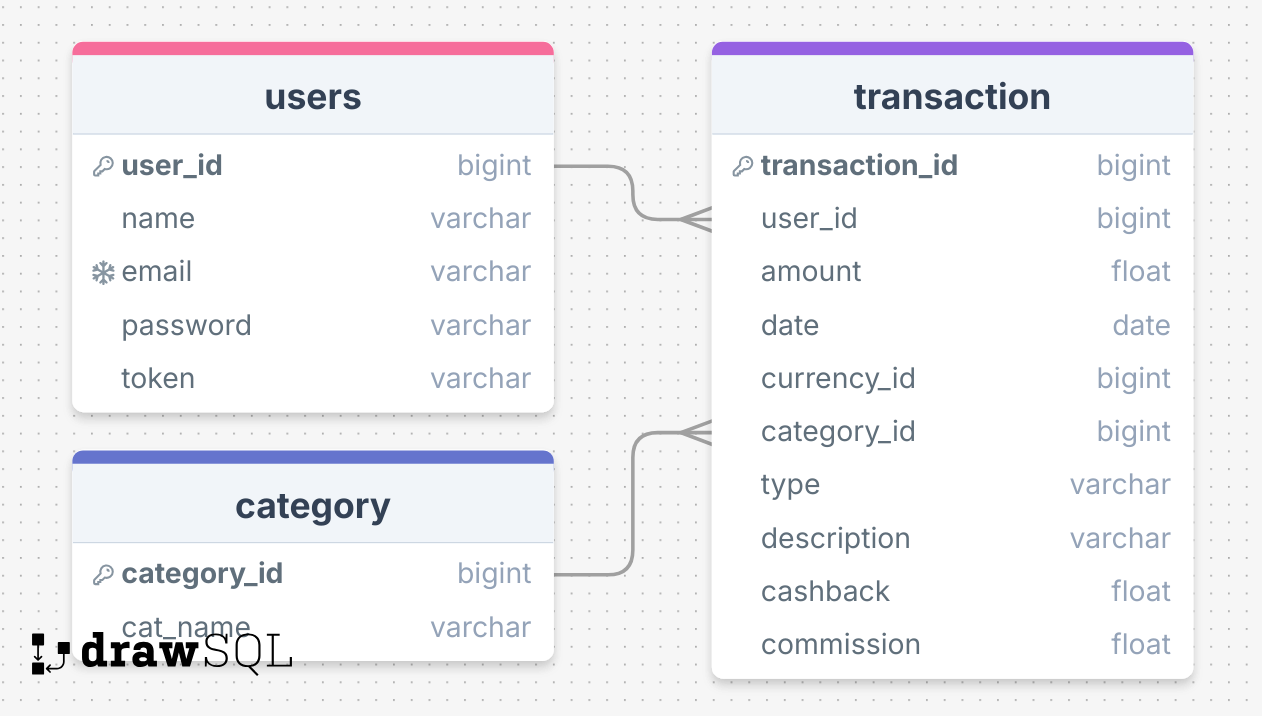 users
user_id bigint
name varchar
email varchar
password varchar
token varchar
category
category_id bigint
cat_name varchar
drawSQL
transaction
transaction_id bigint
user_id bigint
amount float
date date
currency_id bigint
category_id bigint
type varchar
description varchar
cashback float
commission float